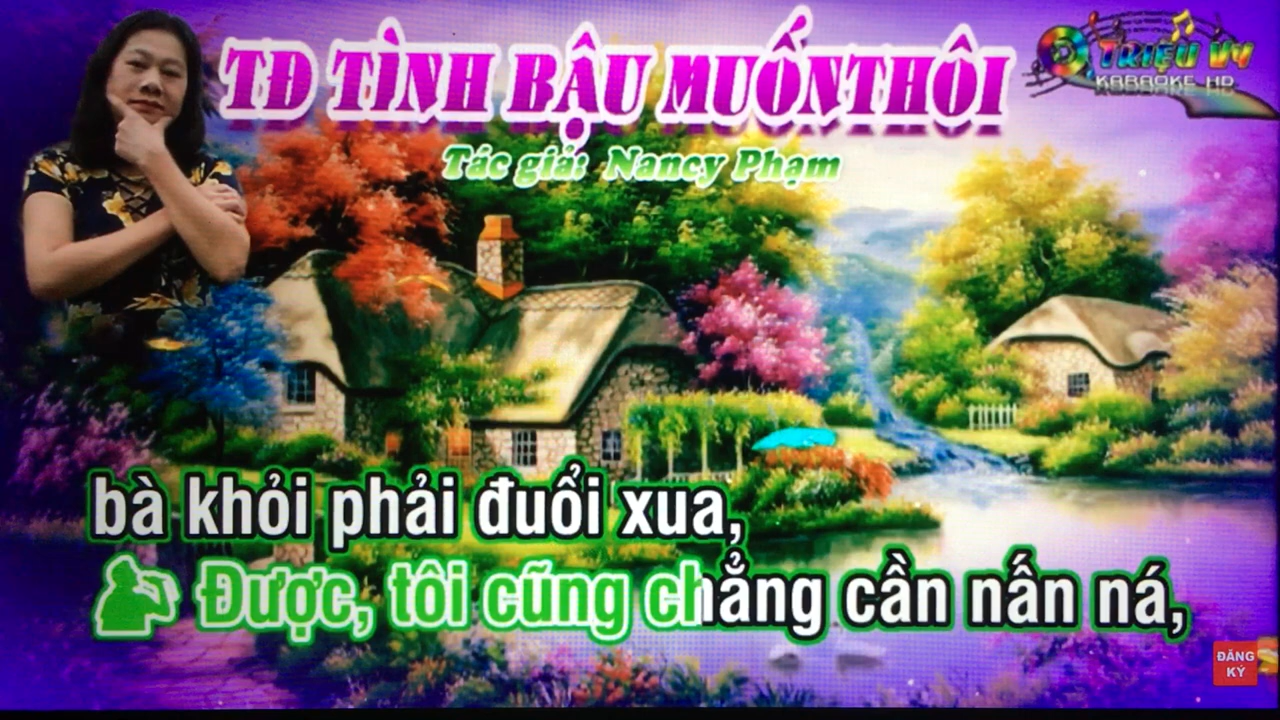 TĐ TÌNH BẬU MUỐNTHÔI
TRIỆU VY
KARAOKE HD
Tác giả: Nancy Phạm
bà khỏi phải đuổi xua,
Được, tôi cũng chẳng cần nấn ná,
ĐĂNG
KÝ